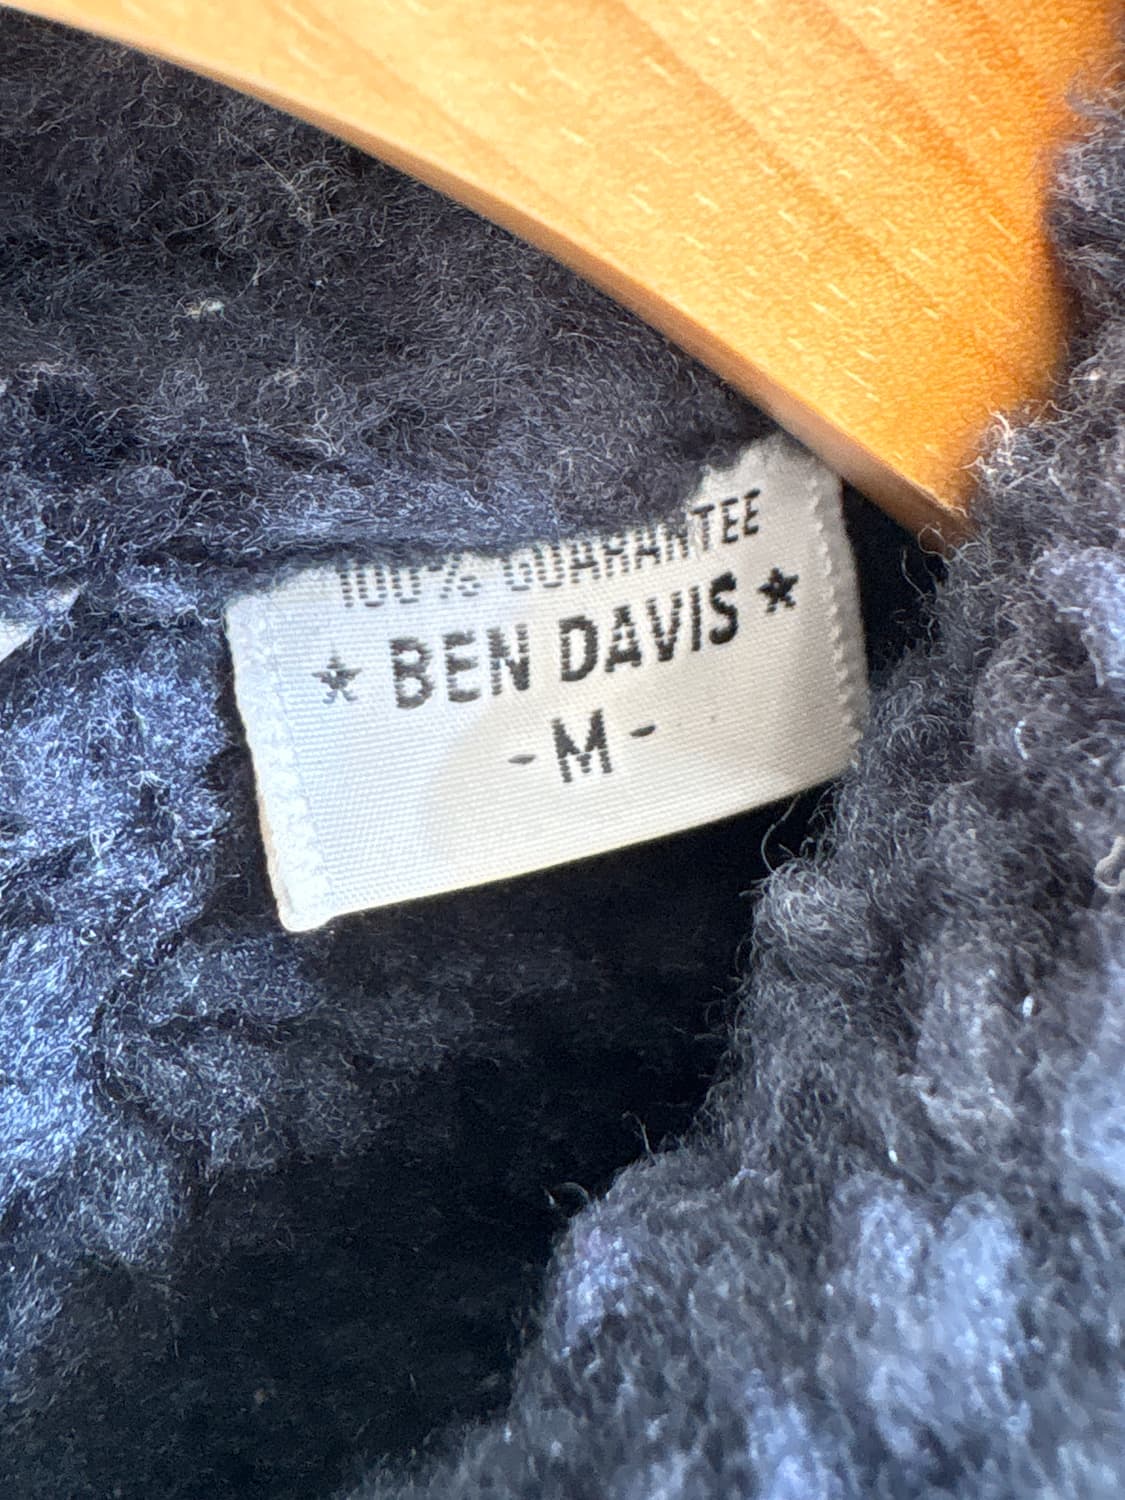 100% GUARANTEE
★ BEN DAVIS ★
- M -